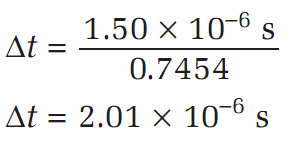 Δt = 1.50 × 10⁻⁶ s / 0.7454
Δt = 2.01 × 10⁻⁶ s